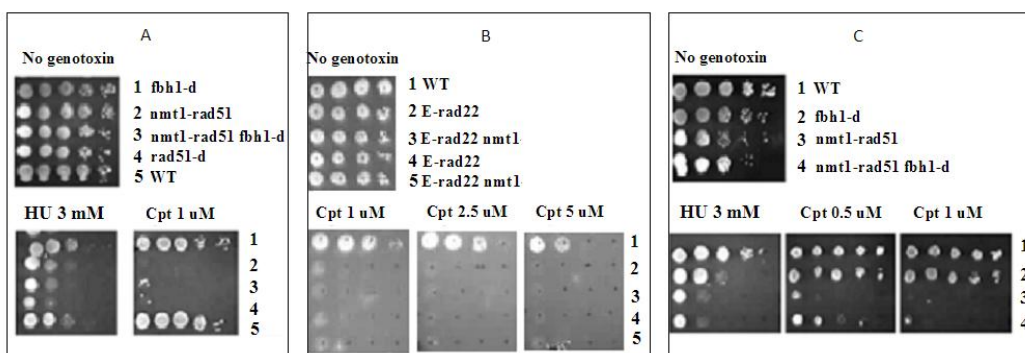 A
No genotoxin
1 fbh1-d
2 nmt1-rad51
3 nmt1-rad51 fbh1-d
4 rad51-d
5 WT
HU 3 mM
Cpt 1 uM
1
2
3
4
5
B
No genotoxin
1 WT
2 E-rad22
3 E-rad22 nmt1-
4 E-rad22
5 E-rad22 nmt1-
Cpt 1 uM
Cpt 2.5 uM
Cpt 5 uM
1
2
3
4
5
C
No genotoxin
1 WT
2 fbh1-d
3 nmt1-rad51
4 nmt1-rad51 fbh1-d
HU 3 mM
Cpt 0.5 uM
Cpt 1 uM
1
2
3
4